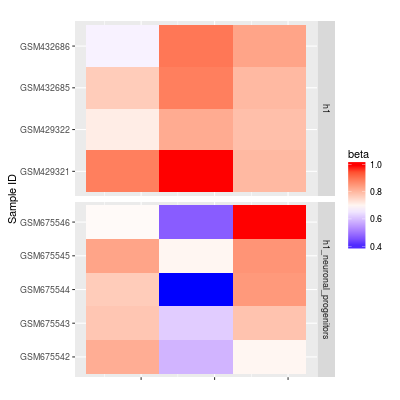 GSM432686
GSM432685
GSM429322
GSM429321
h1
GSM675546
GSM675545
GSM675544
GSM675543
GSM675542
h1_neuronal_progenitors
Sample ID
beta
1.0
0.8
0.6
0.4